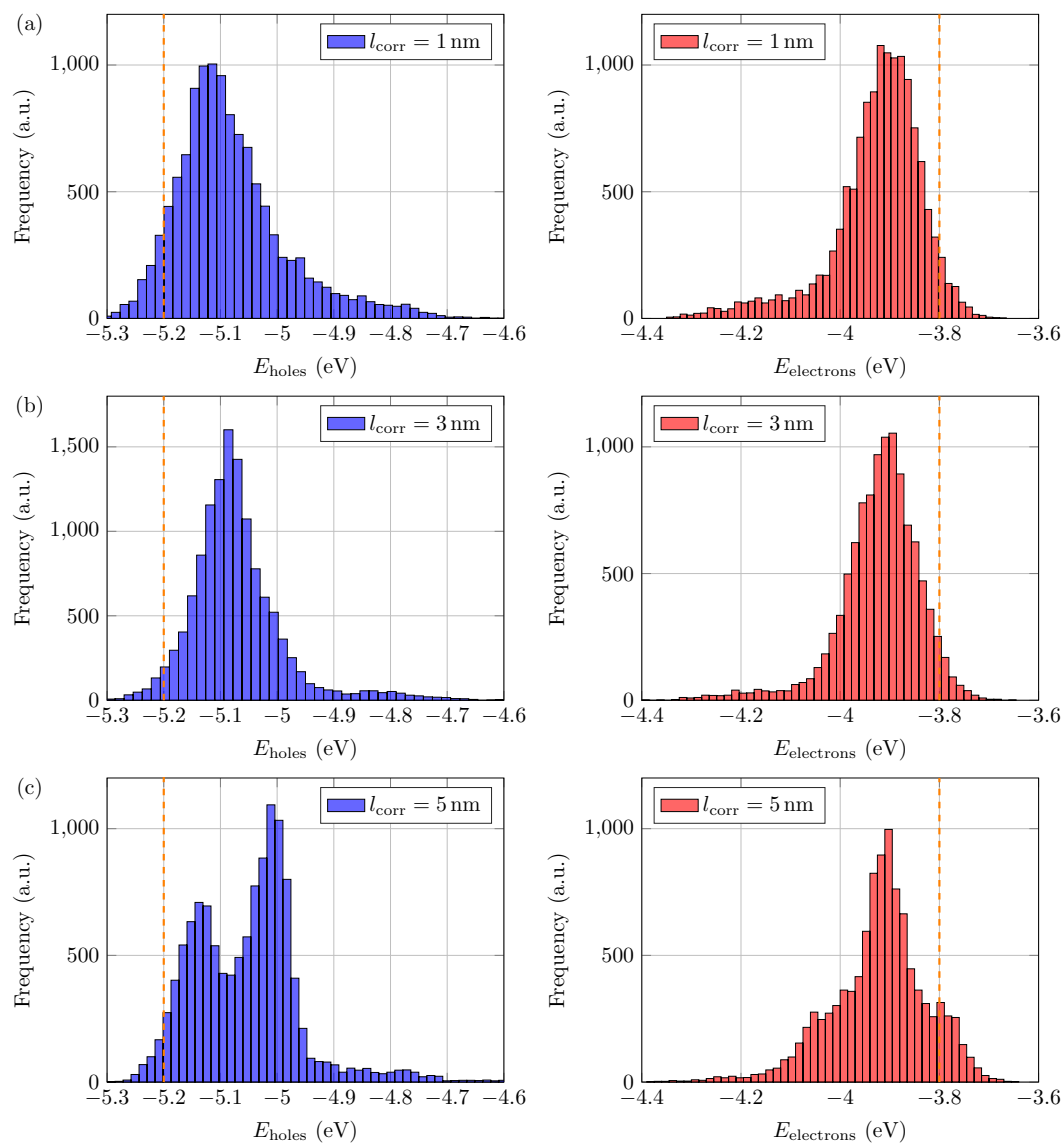 (a)
l_corr = 1 nm
1,000
500
0
Frequency (a.u.)
−5.3 −5.2 −5.1 −5 −4.9 −4.8 −4.7 −4.6
E_holes (eV)
l_corr = 1 nm
1,000
500
0
Frequency (a.u.)
−4.4 −4.2 −4 −3.8 −3.6
E_electrons (eV)
(b)
l_corr = 3 nm
1,500
1,000
500
0
Frequency (a.u.)
−5.3 −5.2 −5.1 −5 −4.9 −4.8 −4.7 −4.6
E_holes (eV)
l_corr = 3 nm
1,000
500
0
Frequency (a.u.)
−4.4 −4.2 −4 −3.8 −3.6
E_electrons (eV)
(c)
l_corr = 5 nm
1,000
500
0
Frequency (a.u.)
−5.3 −5.2 −5.1 −5 −4.9 −4.8 −4.7 −4.6
E_holes (eV)
l_corr = 5 nm
1,000
500
0
Frequency (a.u.)
−4.4 −4.2 −4 −3.8 −3.6
E_electrons (eV)